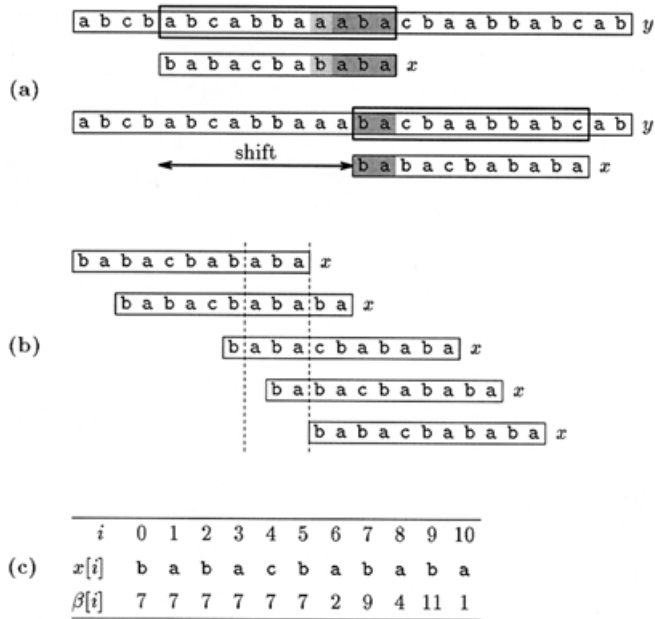 a b c b a b c a b b a a a b a c b a a b b a b c a b y
b a b a c b a b a b a x
(a)
a b c b a b c a b b a a a b a c b a a b b a b c a b y
shift
b a b a c b a b a b a x
b a b a c b a b a b a x
b a b a c b a b a b a x
(b) b a b a c b a b a b a x
b a b a c b a b a b a x
b a b a c b a b a b a x
i 0 1 2 3 4 5 6 7 8 9 10
(c) x[i] b a b a c b a b a b a
β[i] 7 7 7 7 7 7 2 9 4 11 1